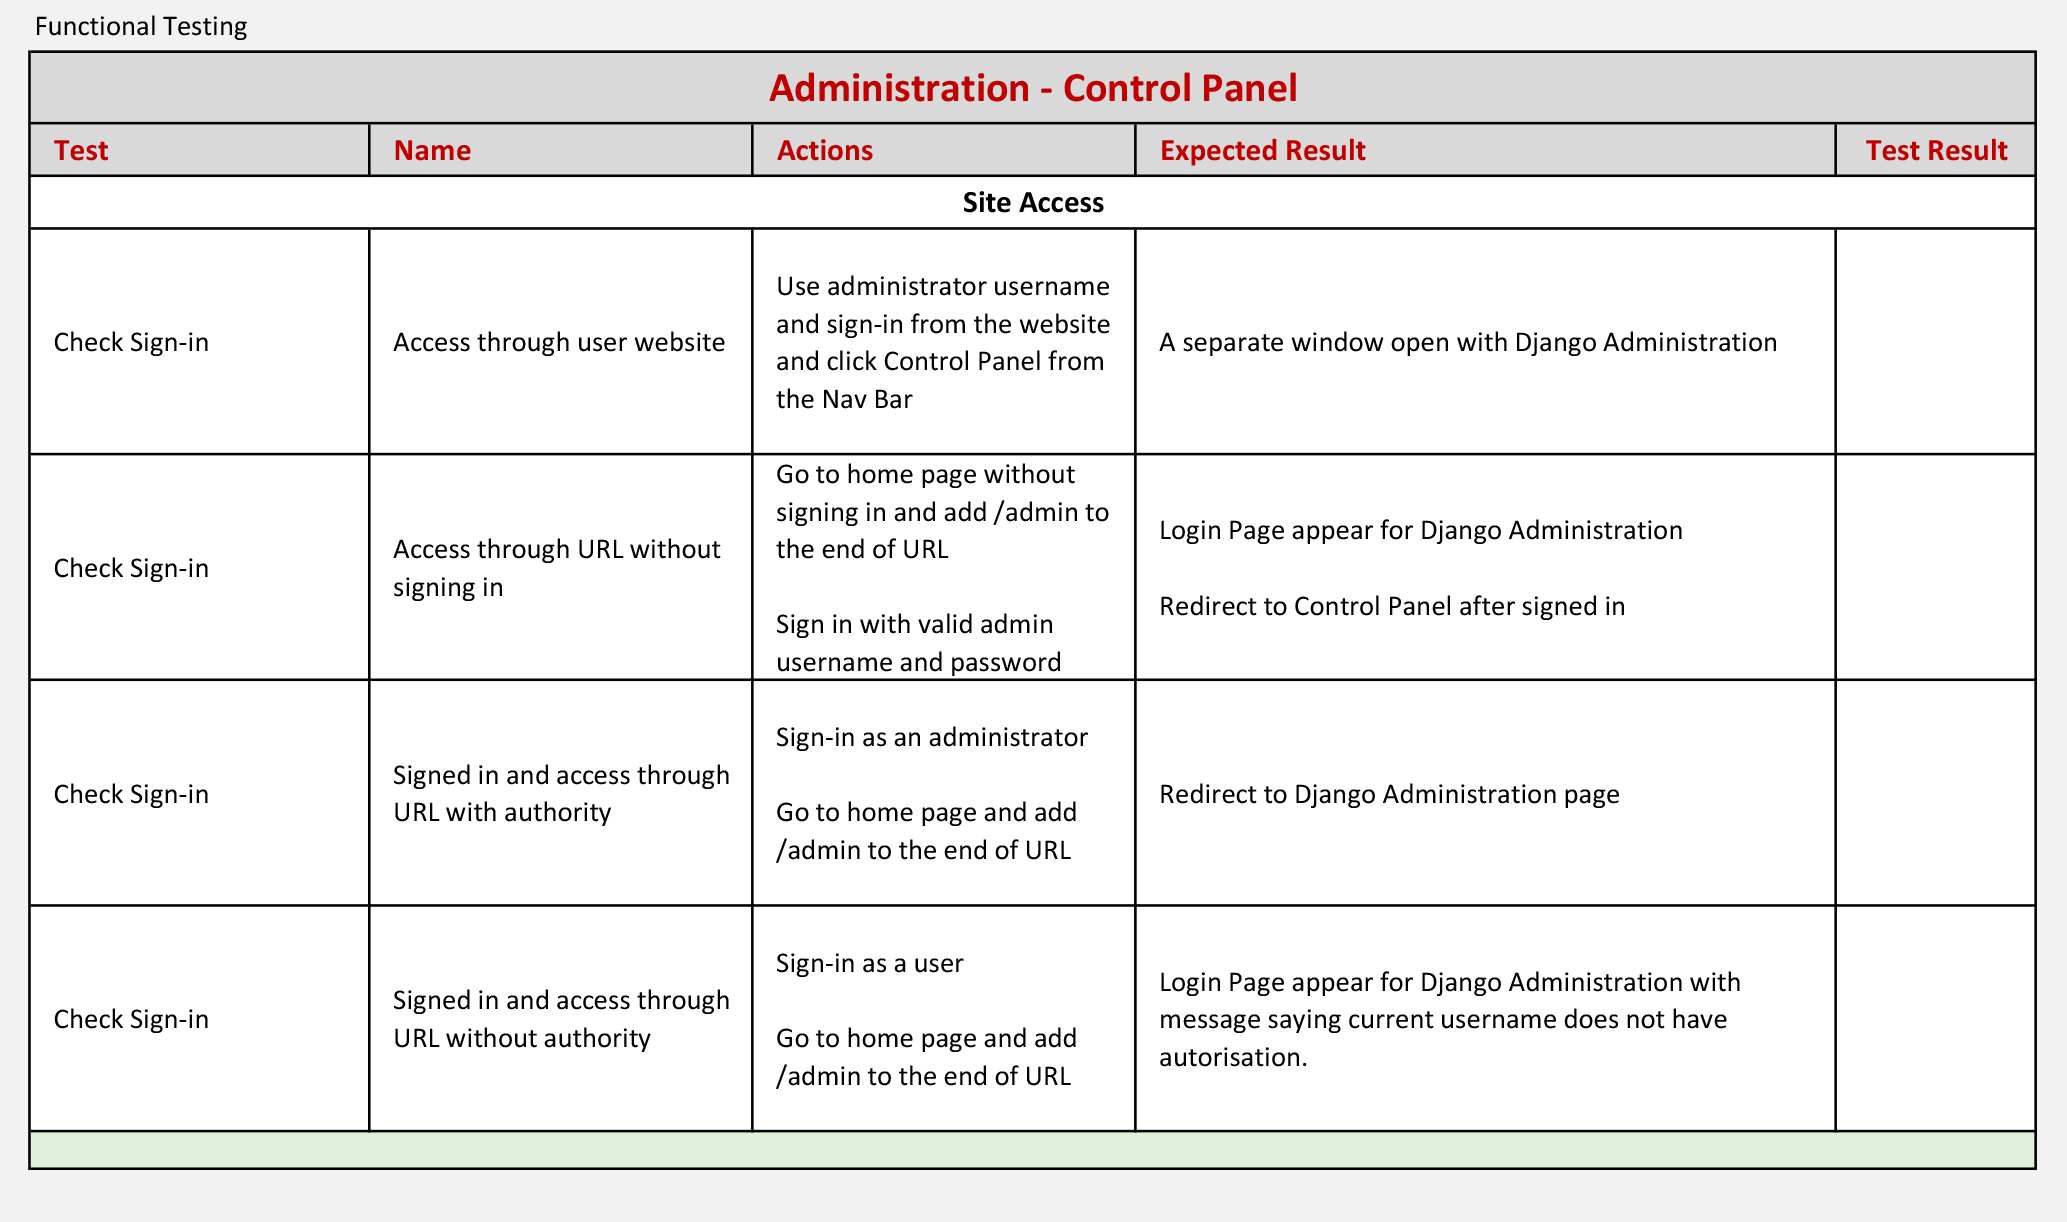 Functional Testing
Administration - Control Panel
Test Name Actions Expected Result Test Result
Site Access
Check Sign-in
Access through user website
Use administrator username
and sign-in from the website
and click Control Panel from
the Nav Bar
A separate window open with Django Administration
Check Sign-in
Access through URL without
signing in
Go to home page without
signing in and add /admin to
the end of URL
Sign in with valid admin
username and password
Login Page appear for Django Administration
Redirect to Control Panel after signed in
Check Sign-in
Signed in and access through
URL with authority
Sign-in as an administrator
Go to home page and add
/admin to the end of URL
Redirect to Django Administration page
Check Sign-in
Signed in and access through
URL without authority
Sign-in as a user
Go to home page and add
/admin to the end of URL
Login Page appear for Django Administration with
message saying current username does not have
autorisation.